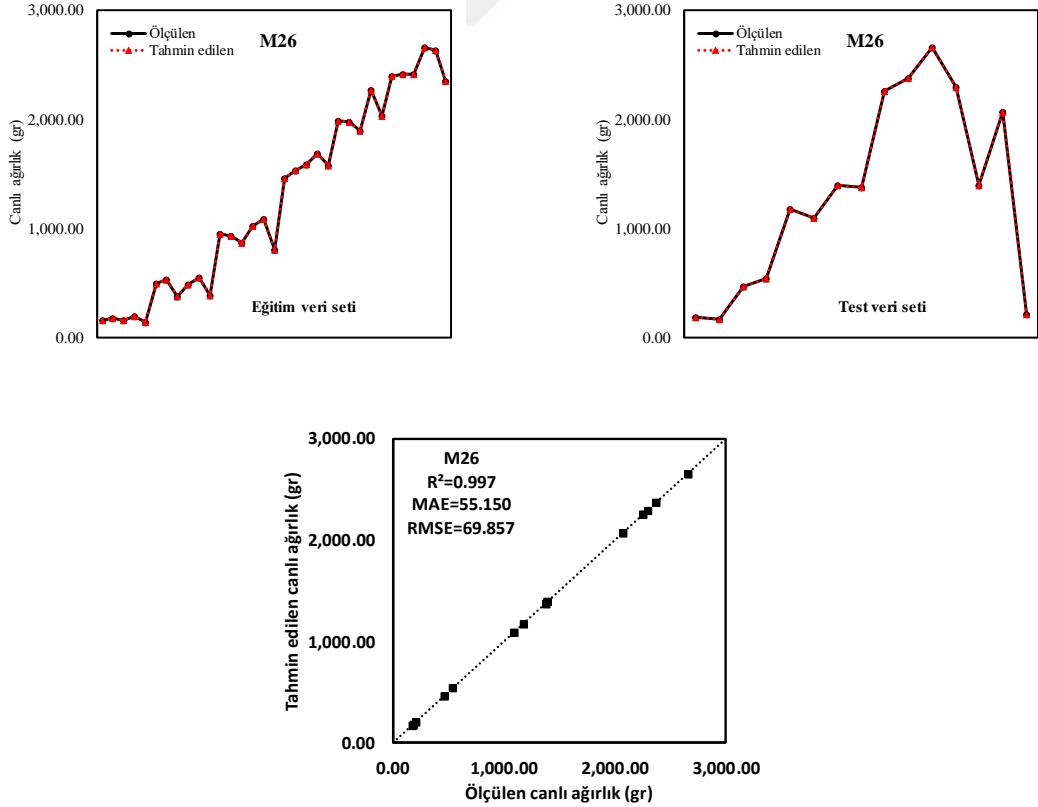 3,000.00
2,000.00
1,000.00
0.00
Canlı ağırlık (gr)
Ölçülen
Tahmin edilen
M26
Eğitim veri seti
3,000.00
2,000.00
1,000.00
0.00
Canlı ağırlık (gr)
Ölçülen
Tahmin edilen
M26
Test veri seti
3,000.00
2,000.00
1,000.00
0.00
Tahmin edilen canlı ağırlık (gr)
M26
R²=0.997
MAE=55.150
RMSE=69.857
0.00 1,000.00 2,000.00 3,000.00
Ölçülen canlı ağırlık (gr)